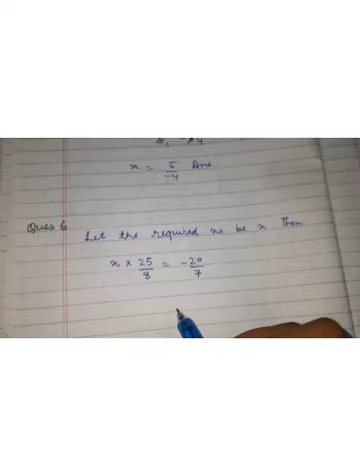 x = 5/-4 Ans.
Ques 6 Let the required no be x Then
x × 25/8 = -20/7